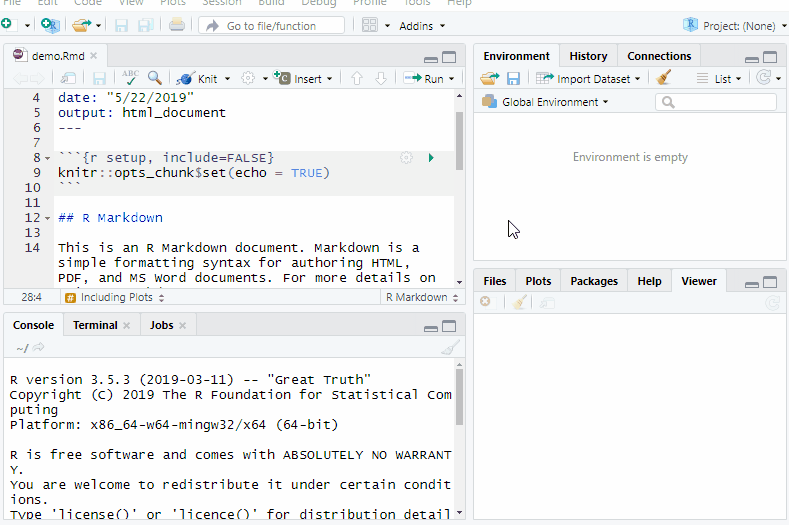 File Edit Code View Plots Session Build Debug Profile Tools Help
Go to file/function
Addins
Project: (None)
demo.Rmd
ABC
Knit
Insert
Run
4 date: "5/22/2019"
5 output: html_document
6 ---
7
8 ```{r setup, include=FALSE}
9 knitr::opts_chunk$set(echo = TRUE)
10 ```
11
12 ## R Markdown
13
14 This is an R Markdown document. Markdown is a
simple formatting syntax for authoring HTML,
PDF, and MS Word documents. For more details on
28:4
# Including Plots
R Markdown
Console Terminal Jobs
~/
R version 3.5.3 (2019-03-11) -- "Great Truth"
Copyright (C) 2019 The R Foundation for Statistical Com
puting
Platform: x86_64-w64-mingw32/x64 (64-bit)
R is free software and comes with ABSOLUTELY NO WARRANT
Y.
You are welcome to redistribute it under certain condit
ions.
Type 'license()' or 'licence()' for distribution detail
Environment History Connections
Import Dataset
List
Global Environment
Environment is empty
Files Plots Packages Help Viewer